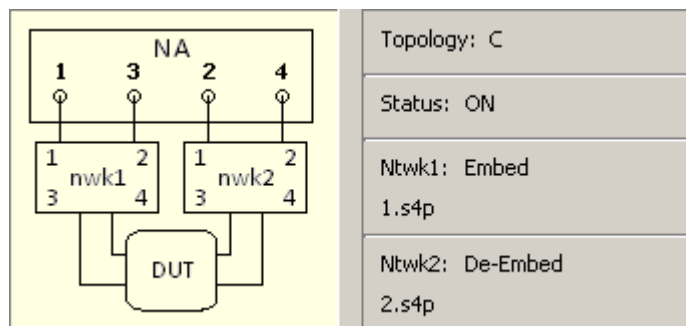 NA
1 3 2 4
1 2 1 2
nwk1 nwk2
3 4 3 4
DUT
Topology: C
Status: ON
Ntwk1: Embed
1.s4p
Ntwk2: De-Embed
2.s4p